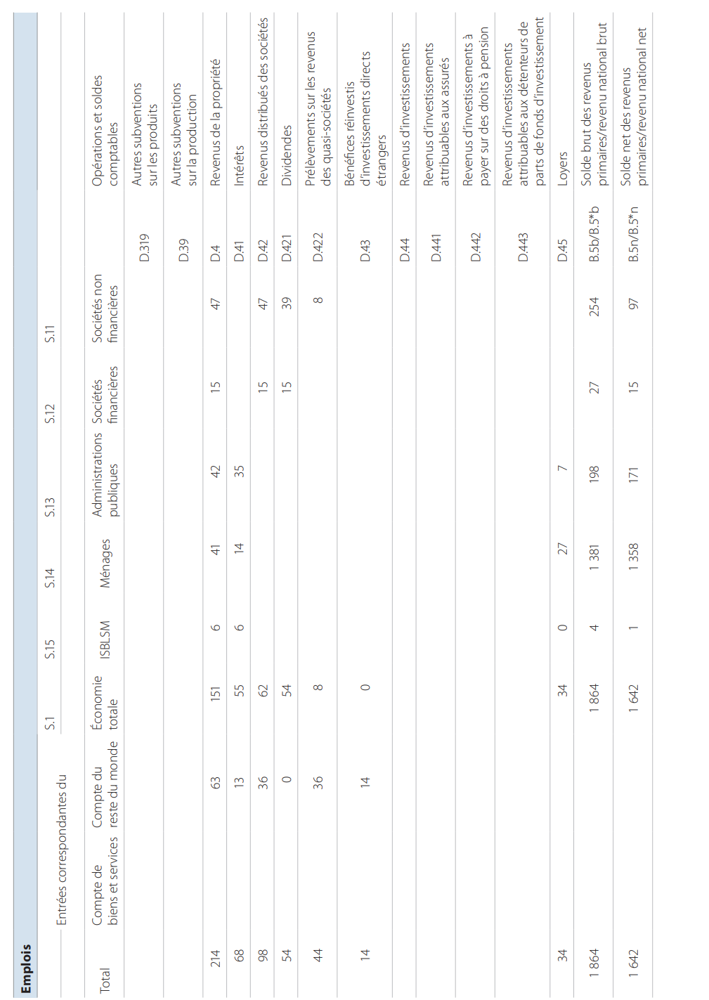 Emplois
Entrées correspondantes du S.1 S.15 S.14 S.13 S.12 S.11
Total Compte de biens et services Compte du reste du monde Économie totale ISBLSM Ménages Administrations publiques Sociétés financières Sociétés non financières Opérations et soldes comptables
D.319 Autres subventions sur les produits
D.39 Autres subventions sur la production
214 63 151 6 41 42 15 47 D.4 Revenus de la propriété
68 13 55 6 14 35 D.41 Intérêts
98 36 62 15 47 D.42 Revenus distribués des sociétés
54 0 54 15 39 D.421 Dividendes
44 36 8 8 D.422 Prélèvements sur les revenus des quasi-sociétés
14 14 0 D.43 Bénéfices réinvestis d’investissements directs étrangers
D.44 Revenus d’investissements
D.441 Revenus d’investissements attribuables aux assurés
D.442 Revenus d’investissements à payer sur des droits à pension
D.443 Revenus d’investissements attribuables aux détenteurs de parts de fonds d’investissement
34 34 0 27 7 D.45 Loyers
1 864 1 864 4 1 381 198 27 254 B.5b/B.5*b Solde brut des revenus primaires/revenu national brut
1 642 1 642 1 1 358 171 15 97 B.5n/B.5*n Solde net des revenus primaires/revenu national net